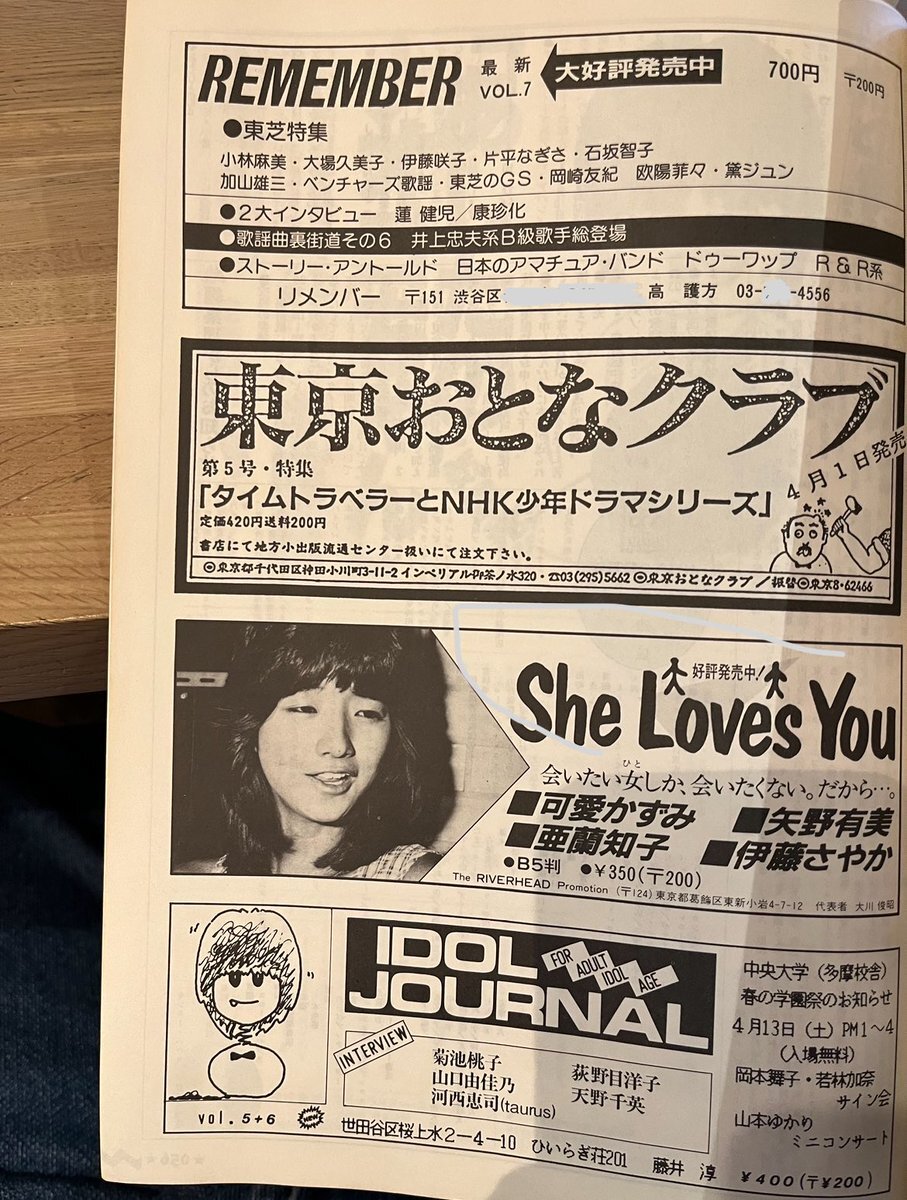 REMEMBER 最新 VOL.7 大好評発売中 700円 〒200円
●東芝特集
小林麻美・大場久美子・伊藤咲子・片平なぎさ・石坂智子
加山雄三・ベンチャーズ歌謡・東芝のGS・岡崎友紀 欧陽菲々・黛ジュン
●2大インタビュー 蓮 健児／康珍化
●歌謡曲裏街道その6 井上忠夫系B級歌手総登場
●ストーリー・アントールド 日本のアマチュア・バンド ドゥーワップ R&R系
リメンバー 〒151 渋谷区 高 護方 03- -4556
東京おとなクラブ
4月1日発売
第5号・特集
「タイムトラベラーとNHK少年ドラマシリーズ」
定価420円送料200円
書店にて地方小出版流通センター扱いにて注文下さい。
◎東京都千代田区神田小川町3-11-2 インペリアル御茶ノ水320・☎03(295)5662 ◎東京おとなクラブ／振替◎東京8・62466
好評発売中!
She Loves You
会いたい女しか、会いたくない。だから…。
ひと
■可愛かずみ ■矢野有美
■亜蘭知子 ■伊藤さやか
●B5判 ●¥350(〒200)
The RIVERHEAD Promotion (〒124)東京都葛飾区東新小岩4-7-12 代表者 大川俊昭
IDOL JOURNAL
FOR ADULT IDOL AGE
INTERVIEW
菊池桃子 荻野目洋子
山口由佳乃 天野千英
河西恵司(taurus)
vol. 5+6 NEW
世田谷区桜上水2-4-10 ひいらぎ荘201 藤井 淳 ¥400(〒¥200)
中央大学（多摩校舎）
春の学園祭のお知らせ
4月13日（土）PM1〜4
（入場無料）
岡本舞子・若林加奈
サイン会
山本ゆかり
ミニコンサート